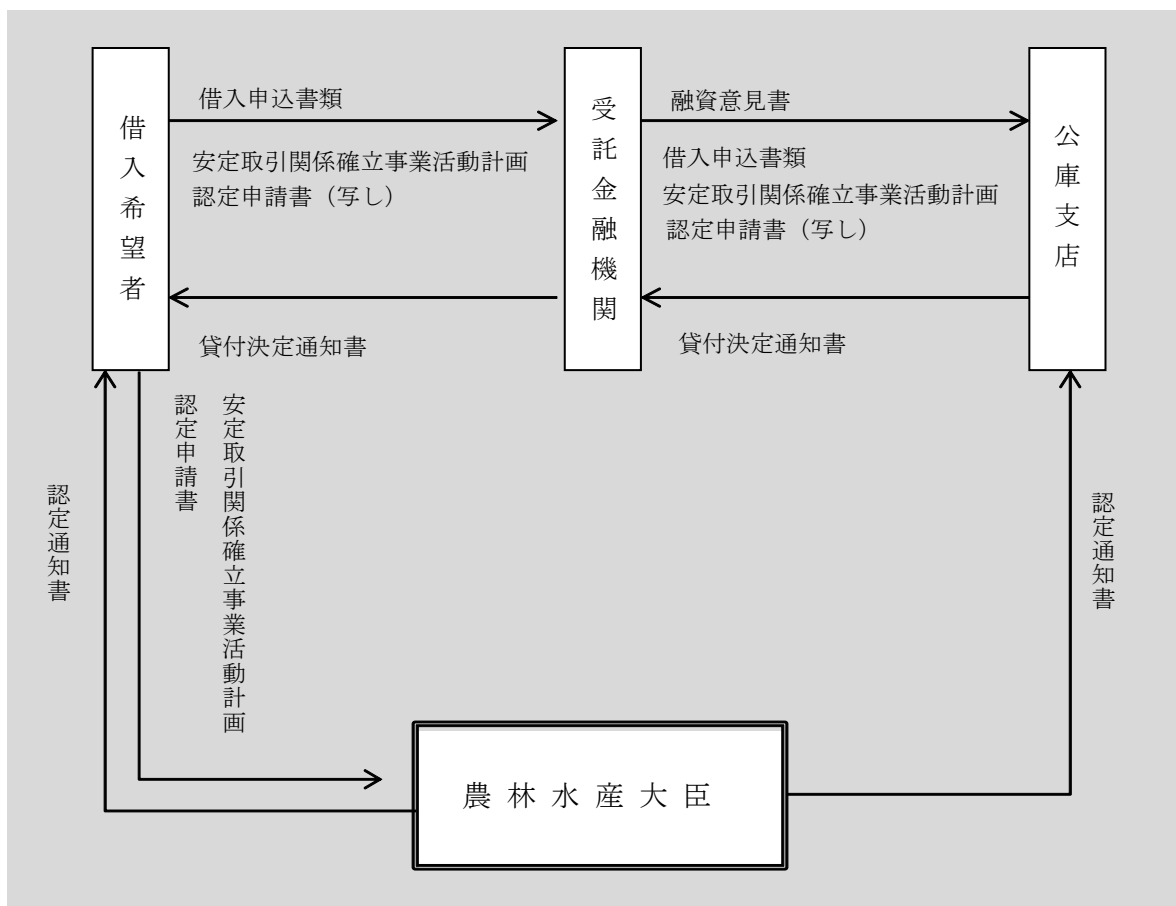 借入希望者
借入申込書類
安定取引関係確立事業活動計画
認定申請書（写し）
貸付決定通知書
受託金融機関
融資意見書
借入申込書類
安定取引関係確立事業活動計画
認定申請書（写し）
貸付決定通知書
公庫支店
認定通知書
安定取引関係確立事業活動計画
認定申請書
認定通知書
農林水産大臣